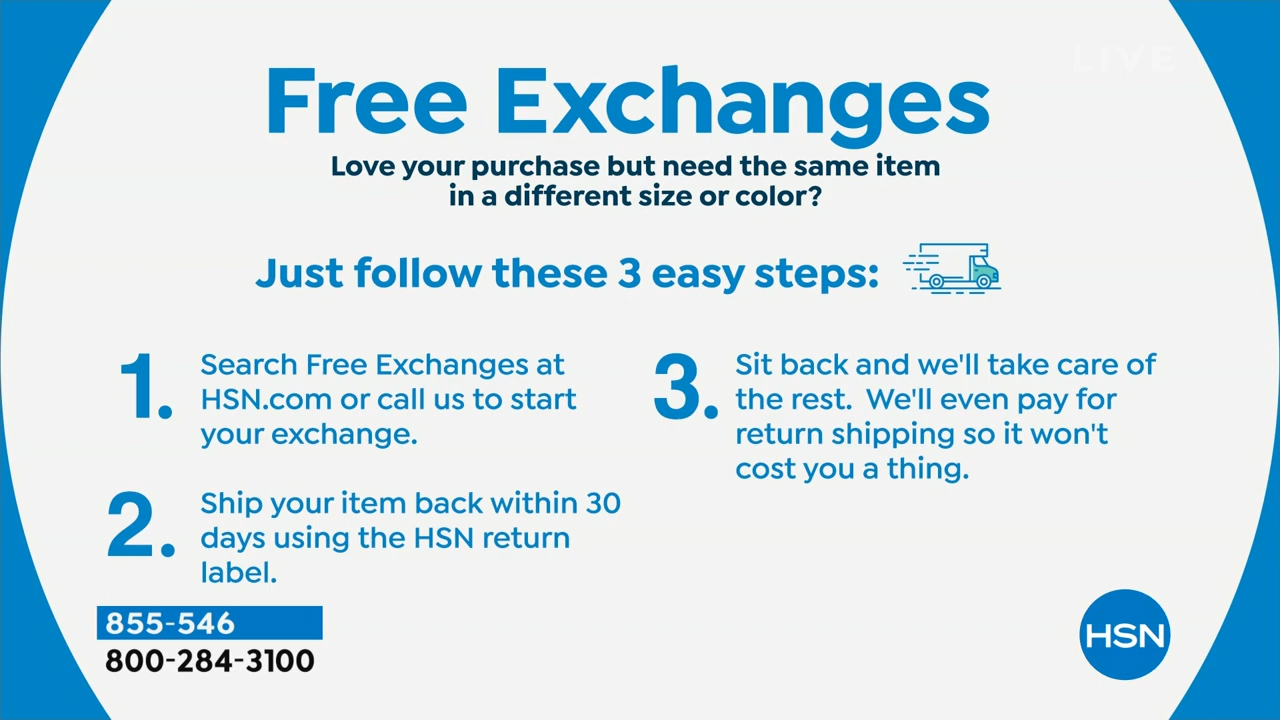 LIVE
Free Exchanges
Love your purchase but need the same item
in a different size or color?
Just follow these 3 easy steps:
1. Search Free Exchanges at
HSN.com or call us to start
your exchange.
2. Ship your item back within 30
days using the HSN return
label.
3. Sit back and we'll take care of
the rest. We'll even pay for
return shipping so it won't
cost you a thing.
855-546
800-284-3100
HSN